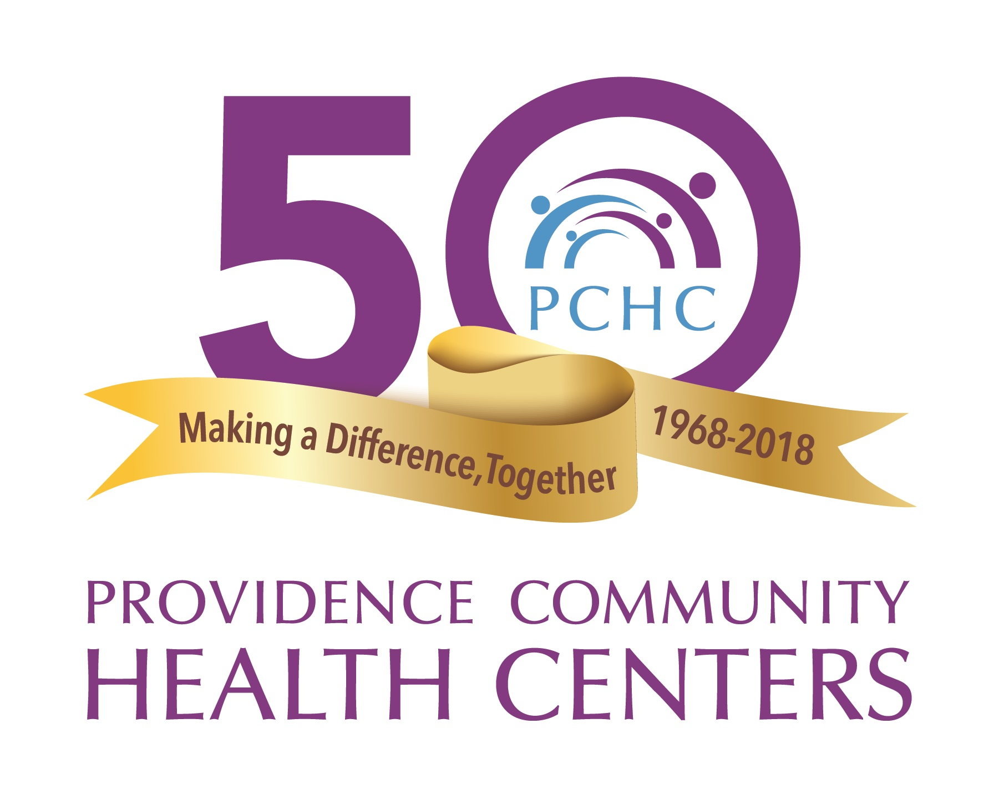 50
PCHC
Making a Difference, Together
1968-2018
PROVIDENCE COMMUNITY
HEALTH CENTERS